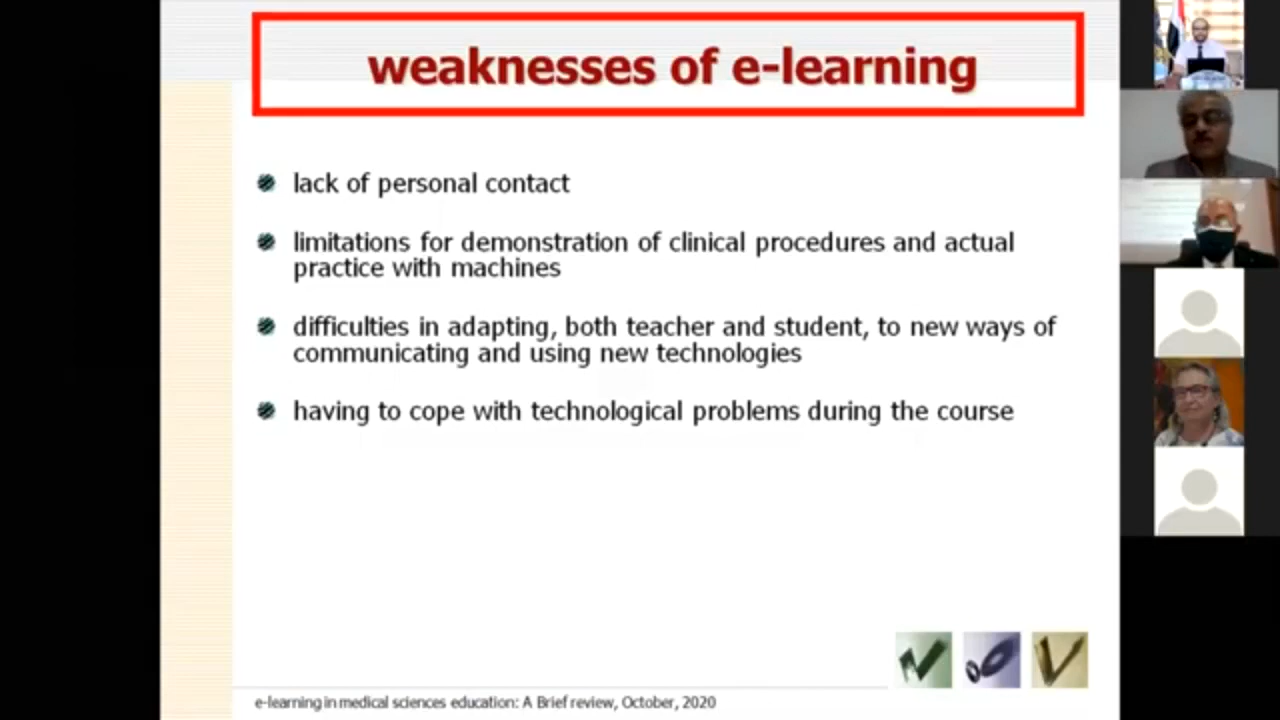 weaknesses of e-learning
lack of personal contact
limitations for demonstration of clinical procedures and actual
practice with machines
difficulties in adapting, both teacher and student, to new ways of
communicating and using new technologies
having to cope with technological problems during the course
e-learning in medical sciences education: A Brief review, October, 2020